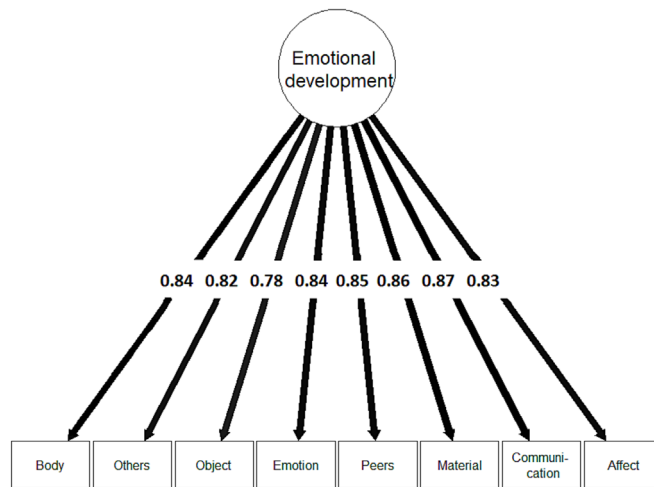 Emotional
development
0.84 0.82 0.78 0.84 0.85 0.86 0.87 0.83
Body Others Object Emotion Peers Material Communi-
cation Affect